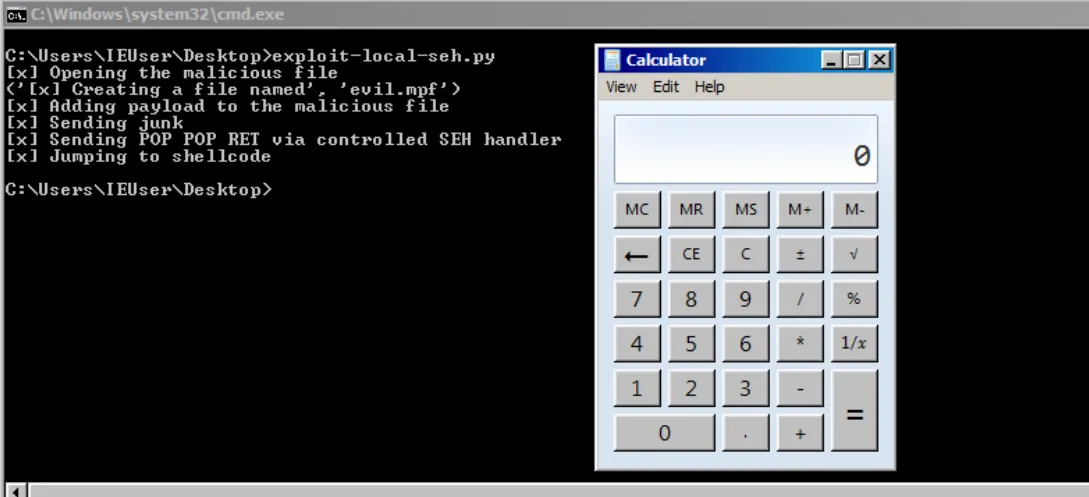 C:\Windows\system32\cmd.exe
C:\Users\IEUser\Desktop>exploit-local-seh.py
[x] Opening the malicious file
('[x] Creating a file named', 'evil.mpf')
[x] Adding payload to the malicious file
[x] Sending junk
[x] Sending POP POP RET via controlled SEH handler
[x] Jumping to shellcode
C:\Users\IEUser\Desktop>
Calculator
View Edit Help
0
MC MR MS M+ M-
← CE C ± √
7 8 9 / %
4 5 6 * 1/x
1 2 3 - =
0 . +